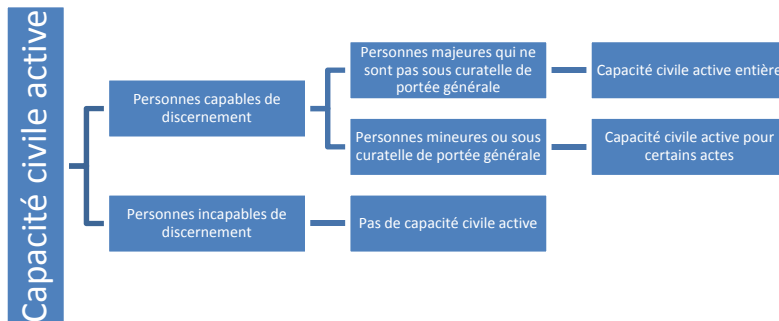 Capacité civile active
Personnes capables de
discernement
Personnes majeures qui ne
sont pas sous curatelle de
portée générale
Capacité civile active entière
Personnes mineures ou sous
curatelle de portée générale
Capacité civile active pour
certains actes
Personnes incapables de
discernement
Pas de capacité civile active